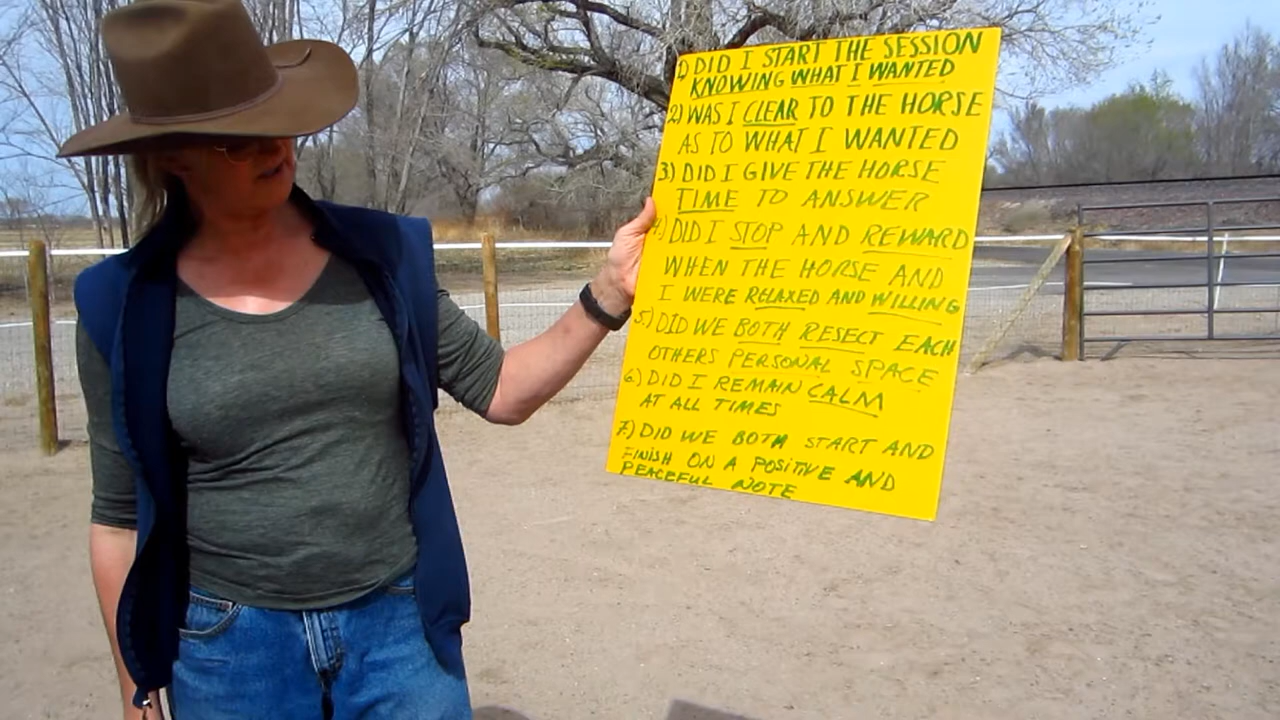 1) DID I START THE SESSION
KNOWING WHAT I WANTED
2) WAS I CLEAR TO THE HORSE
AS TO WHAT I WANTED
3) DID I GIVE THE HORSE
TIME TO ANSWER
4) DID I STOP AND REWARD
WHEN THE HORSE AND
I WERE RELAXED AND WILLING
5.) DID WE BOTH RESECT EACH
OTHERS PERSONAL SPACE
6.) DID I REMAIN CALM
AT ALL TIMES
7.) DID WE BOTH START AND
FINISH ON A POSITIVE AND
PEACEFUL NOTE